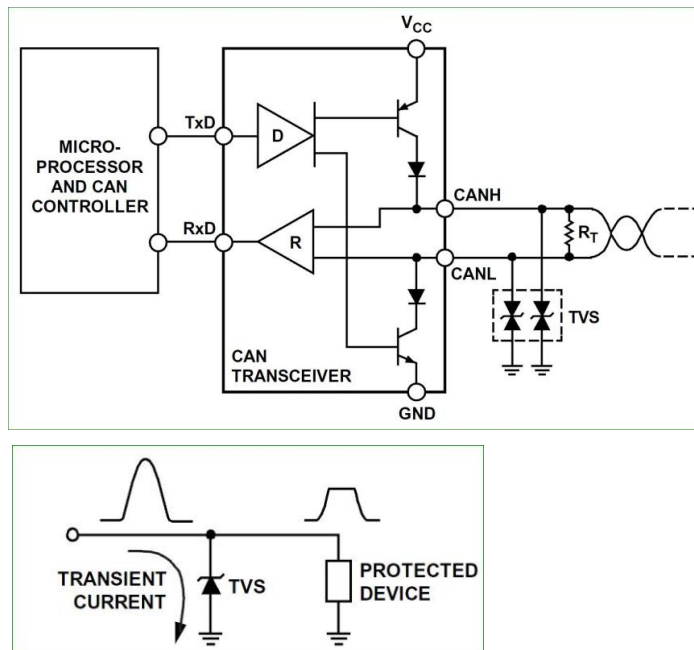 VCC
TxD
D
MICRO-
PROCESSOR
AND CAN
CONTROLLER
CANH
RxD
R
RT
CANL
TVS
CAN
TRANSCEIVER
GND
TRANSIENT
CURRENT
TVS
PROTECTED
DEVICE